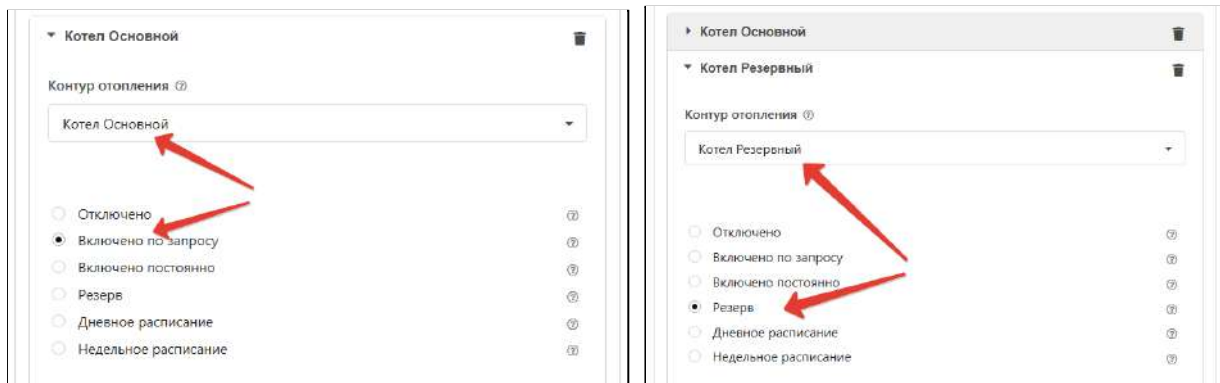 Котел Основной
Контур отопления
Котел Основной
Отключено
Включено по запросу
Включено постоянно
Резерв
Дневное расписание
Недельное расписание
Котел Основной
Котел Резервный
Контур отопления
Котел Резервный
Отключено
Включено по запросу
Включено постоянно
Резерв
Дневное расписание
Недельное расписание